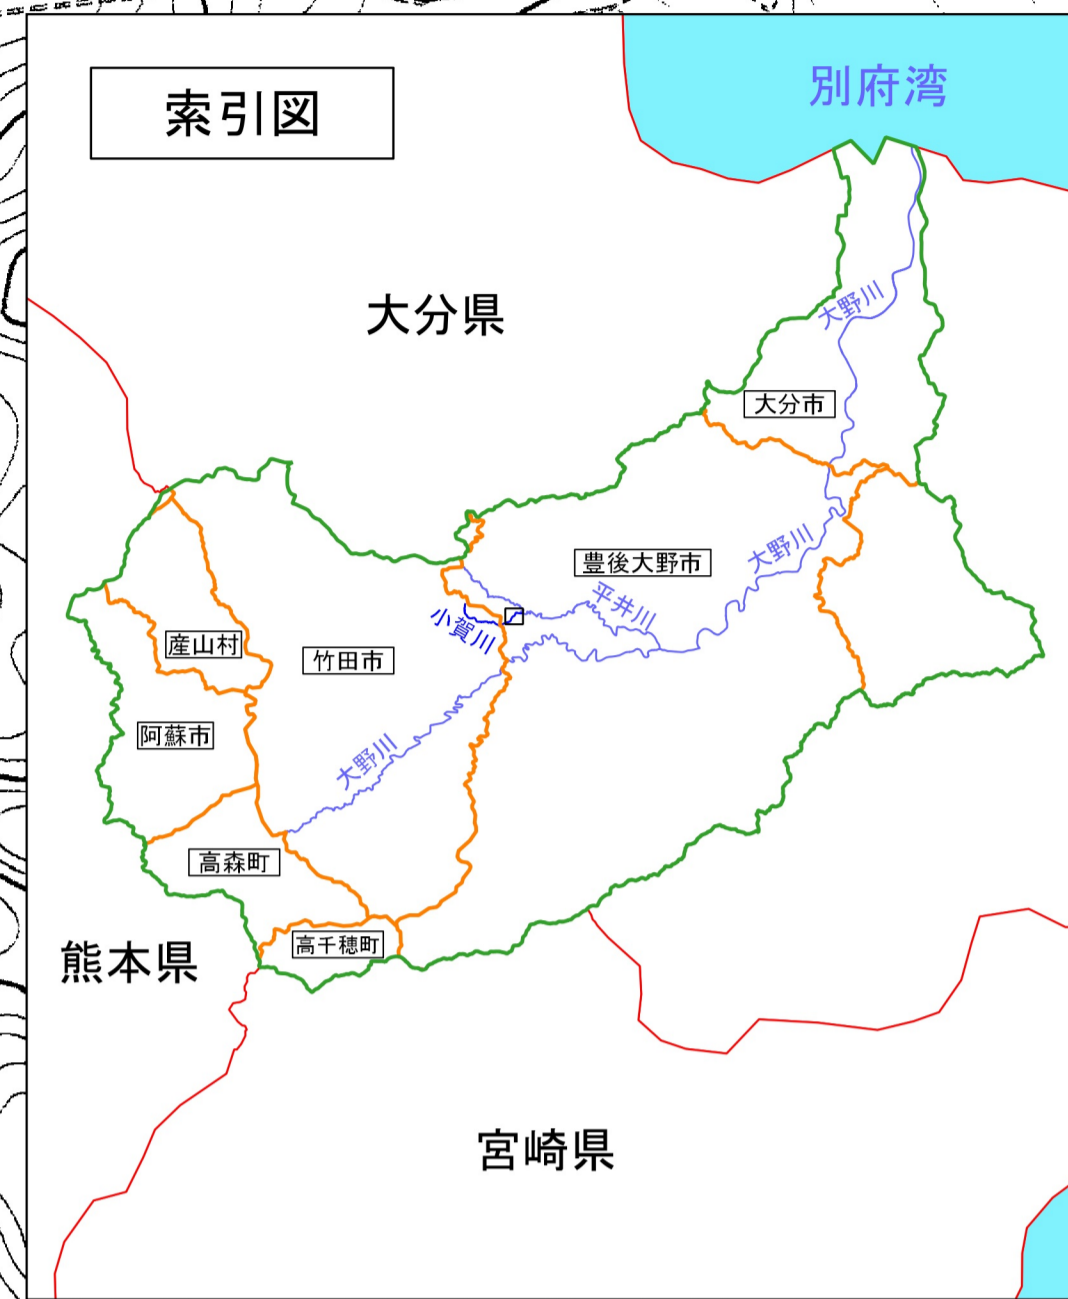 別府湾
索引図
大分県
大野川
大分市
豊後大野市
大野川
平井川
小賀川
産山村
竹田市
阿蘇市
大野川
高森町
高千穂町
熊本県
宮崎県